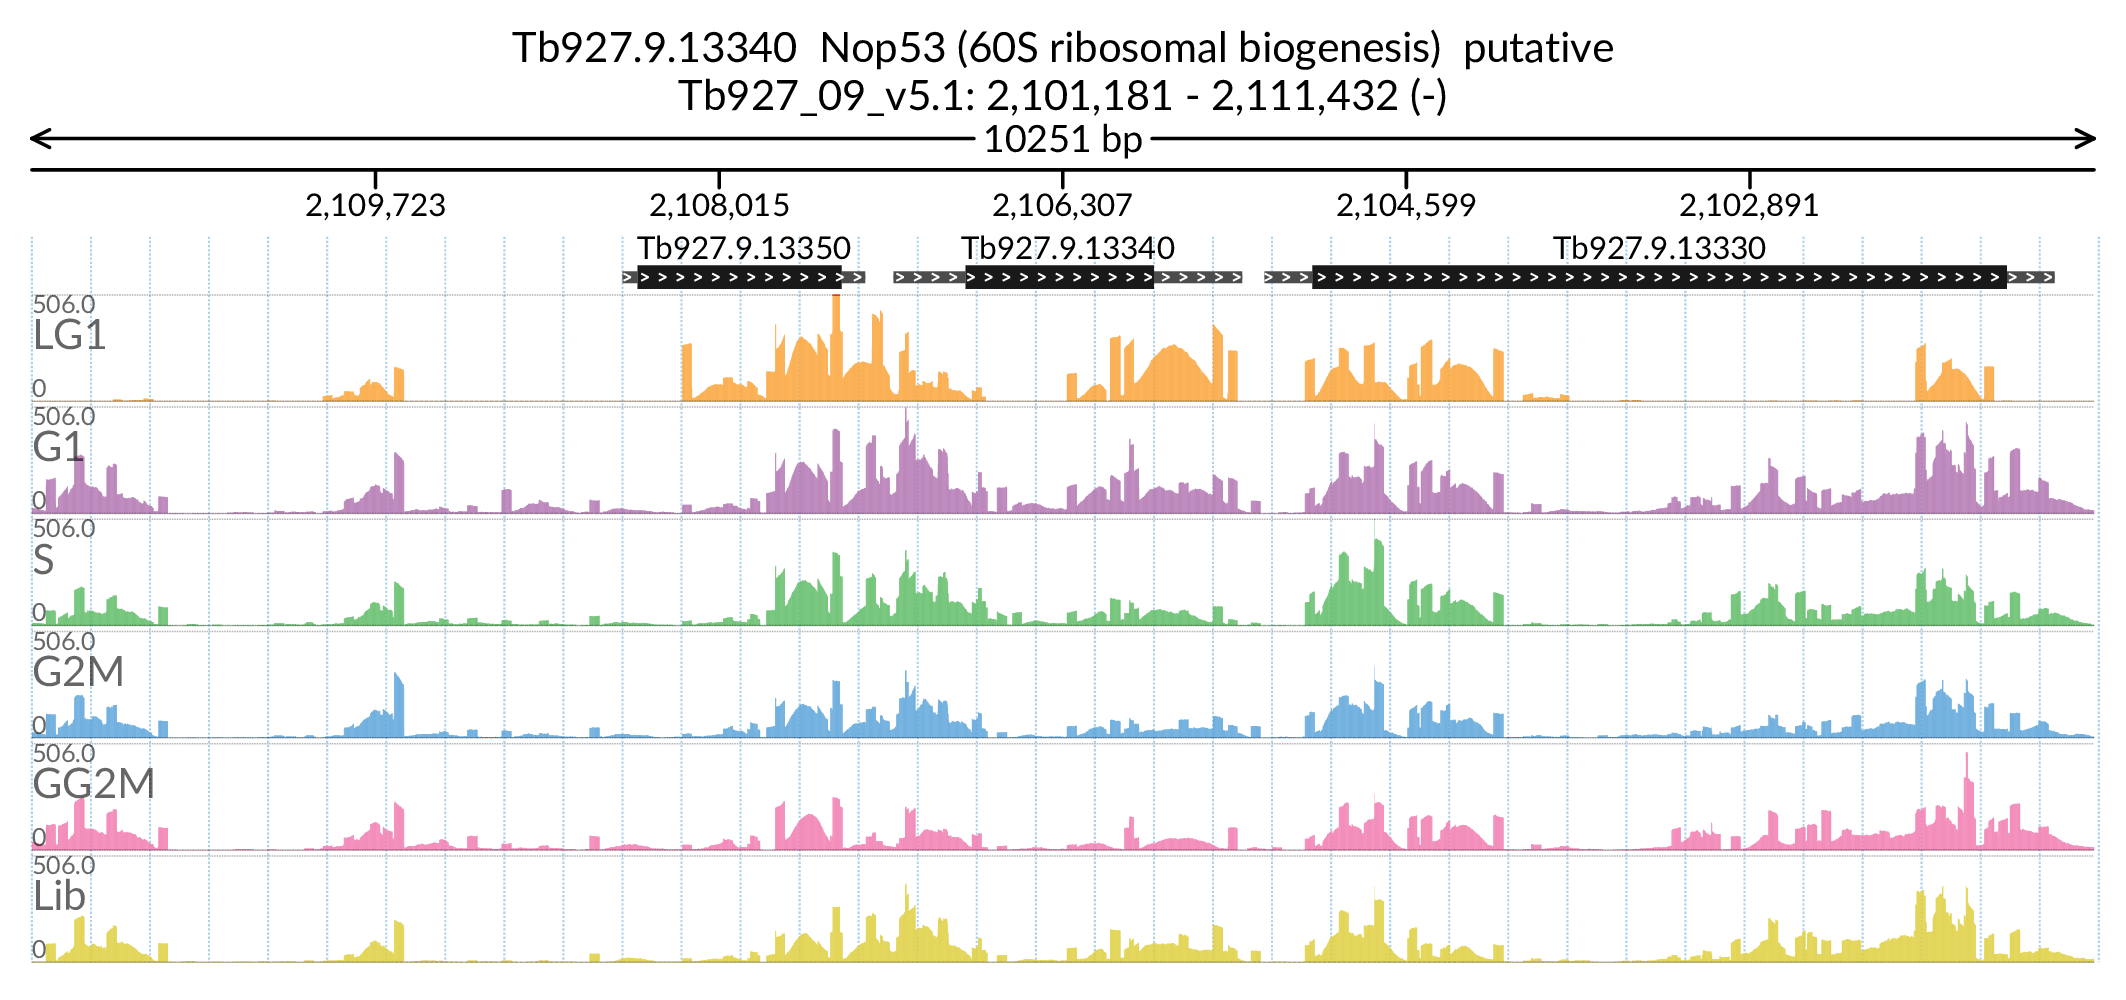 Tb927.9.13340  Nop53 (60S ribosomal biogenesis)  putative
Tb927_09_v5.1: 2,101,181 - 2,111,432 (-)
10251 bp
2,109,723 2,108,015 2,106,307 2,104,599 2,102,891
Tb927.9.13350 Tb927.9.13340 Tb927.9.13330
506.0
LG1
0
506.0
G1
0
506.0
S
0
506.0
G2M
0
506.0
GG2M
0
506.0
Lib
0